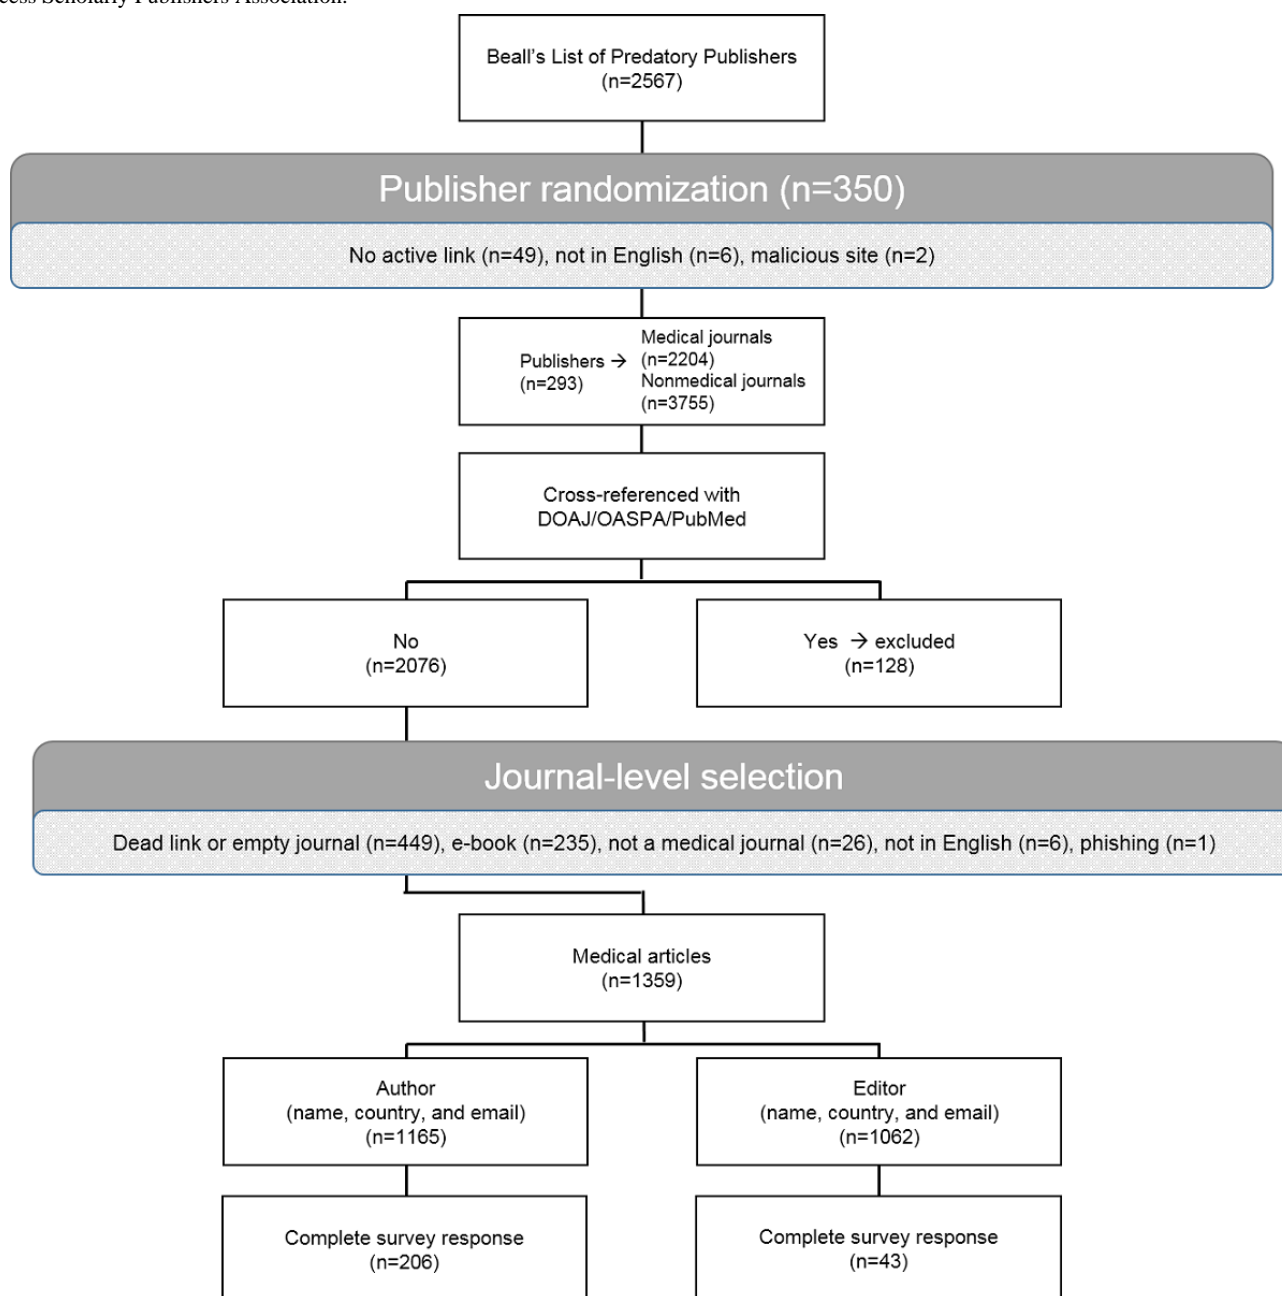 Scholarly Publishers Association.
Beall's List of Predatory Publishers
(n=2567)
Publisher randomization (n=350)
No active link (n=49), not in English (n=6), malicious site (n=2)
Publishers →
(n=293)
Medical journals
(n=2204)
Nonmedical journals
(n=3755)
Cross-referenced with
DOAJ/OASPA/PubMed
No
(n=2076)
Yes → excluded
(n=128)
Journal-level selection
Dead link or empty journal (n=449), e-book (n=235), not a medical journal (n=26), not in English (n=6), phishing (n=1)
Medical articles
(n=1359)
Author
(name, country, and email)
(n=1165)
Editor
(name, country, and email)
(n=1062)
Complete survey response
(n=206)
Complete survey response
(n=43)